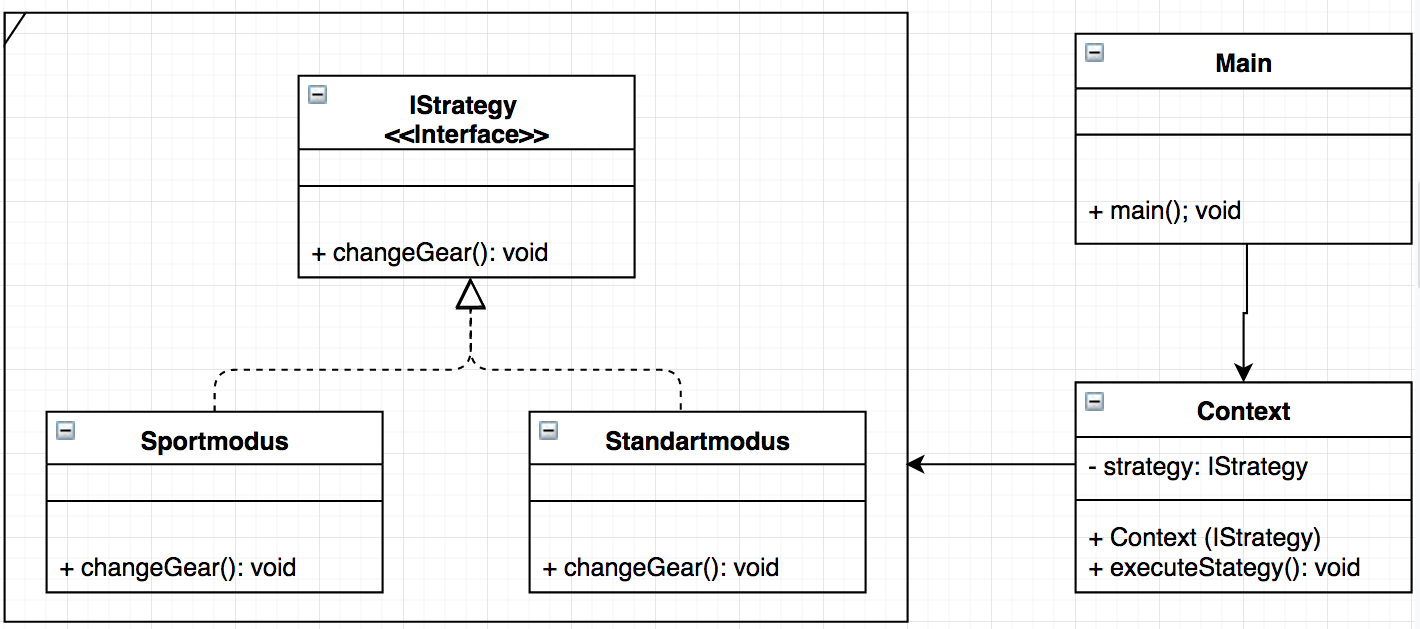 IStrategy
<<Interface>>
+ changeGear(): void
Sportmodus
+ changeGear(): void
Standartmodus
+ changeGear(): void
Main
+ main(); void
Context
- strategy: IStrategy
+ Context (IStrategy)
+ executeStategy(): void